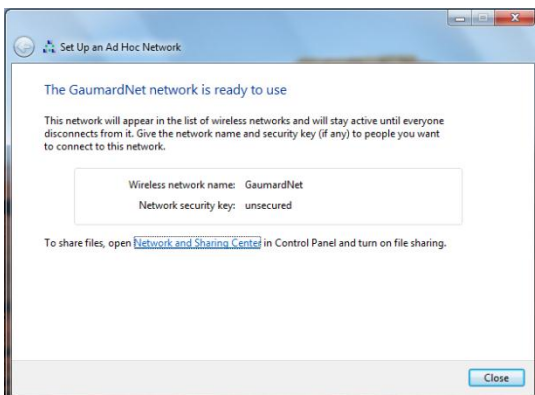 Set Up an Ad Hoc Network
The GaumardNet network is ready to use
This network will appear in the list of wireless networks and will stay active until everyone
disconnects from it. Give the network name and security key (if any) to people you want
to connect to this network.
Wireless network name: GaumardNet
Network security key: unsecured
To share files, open Network and Sharing Center in Control Panel and turn on file sharing.
Close